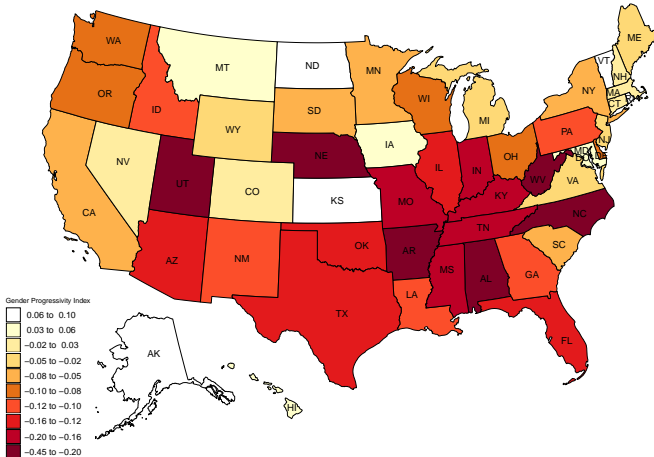 WA
ME
MT
ND
VT
MN
NH
OR
ID
WI
NY
MA
SD
MI
CT
WY
PA
IA
NJ
NE
OH
MD
DE
NV
IL
IN
UT
CO
WV
VA
KS
MO
KY
CA
NC
TN
OK
AZ
NM
AR
SC
MS
AL
GA
LA
TX
FL
AK
HI
Gender Progressivity Index
0.06 to 0.10
0.03 to 0.06
−0.02 to 0.03
−0.05 to −0.02
−0.08 to −0.05
−0.10 to −0.08
−0.12 to −0.10
−0.16 to −0.12
−0.20 to −0.16
−0.45 to −0.20